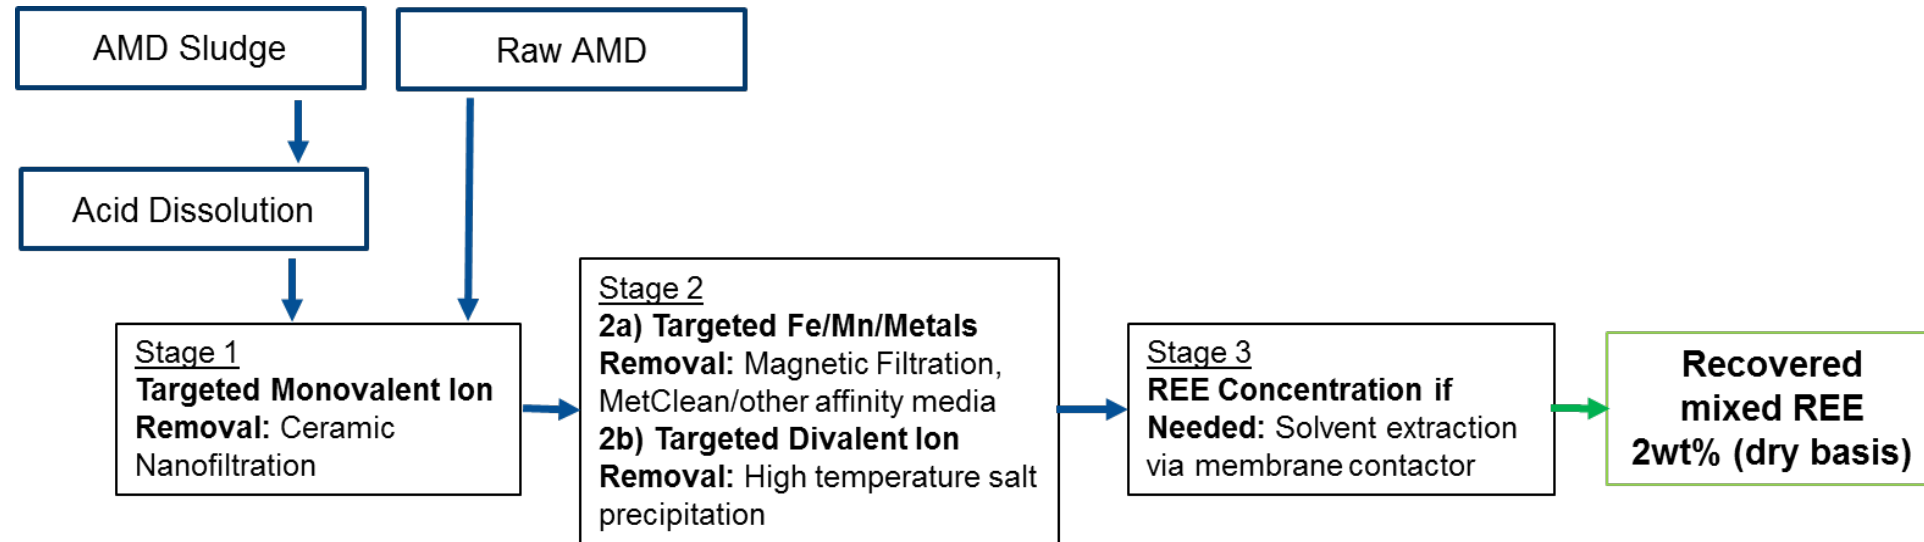 AMD Sludge
Raw AMD
Acid Dissolution
Stage 1
Targeted Monovalent Ion
Removal: Ceramic
Nanofiltration
Stage 2
2a) Targeted Fe/Mn/Metals
Removal: Magnetic Filtration,
MetClean/other affinity media
2b) Targeted Divalent Ion
Removal: High temperature salt
precipitation
Stage 3
REE Concentration if
Needed: Solvent extraction
via membrane contactor
Recovered
mixed REE
2wt% (dry basis)